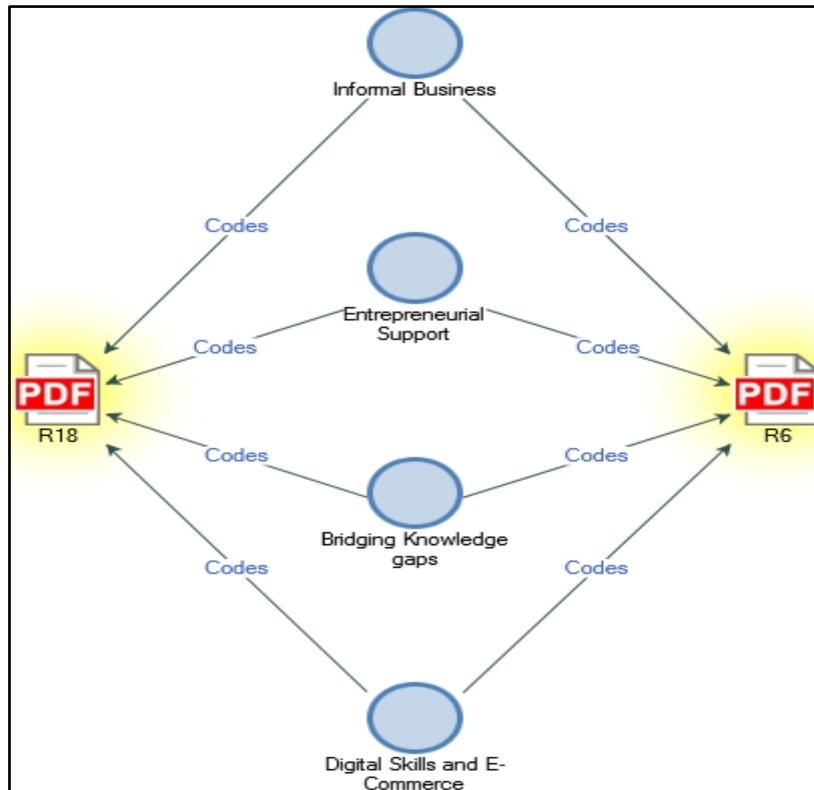 Informal Business
Codes
Codes
Entrepreneurial
Support
Codes
Codes
PDF
R18
PDF
R6
Codes
Codes
Bridging Knowledge
gaps
Codes
Codes
Digital Skills and E-
Commerce